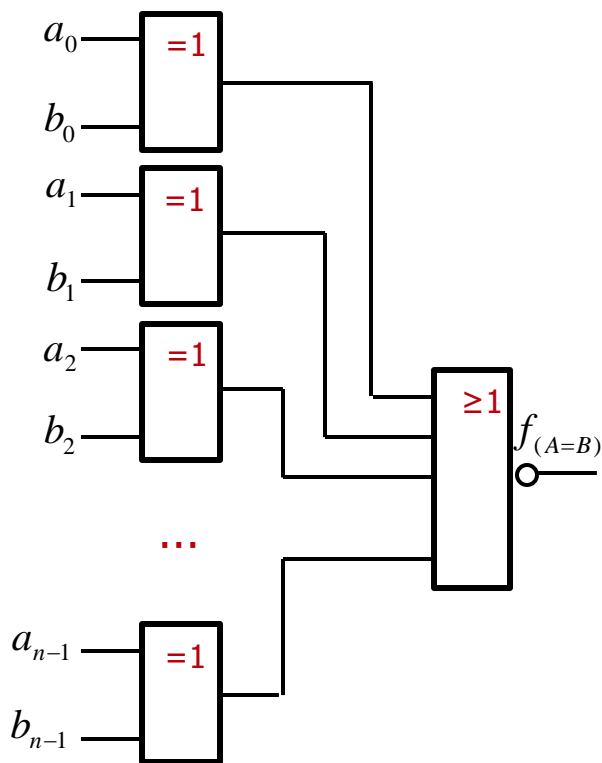 a₀
=1
b₀
a₁
=1
b₁
a₂
=1
b₂
≥1
f₍A=B₎
...
aₙ₋₁
=1
bₙ₋₁